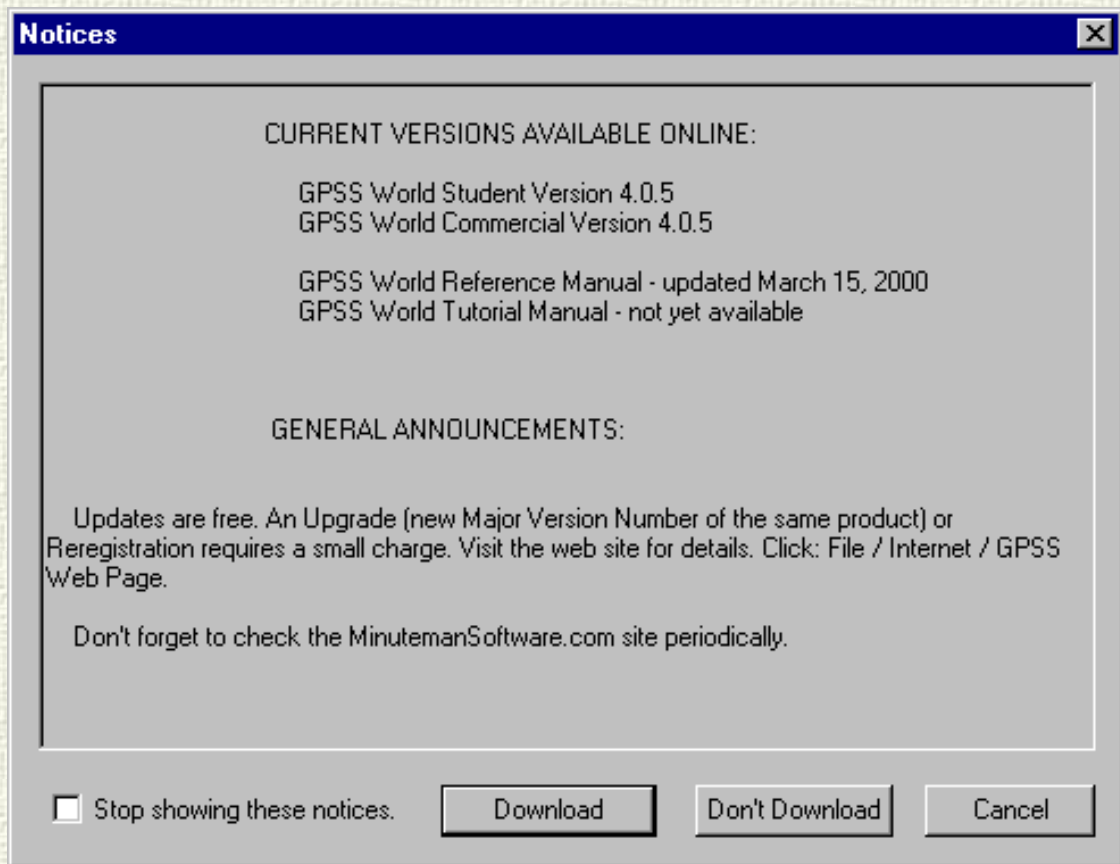 Notices
CURRENT VERSIONS AVAILABLE ONLINE:
GPSS World Student Version 4.0.5
GPSS World Commercial Version 4.0.5
GPSS World Reference Manual - updated March 15, 2000
GPSS World Tutorial Manual - not yet available
GENERAL ANNOUNCEMENTS:
Updates are free. An Upgrade (new Major Version Number of the same product) or
Reregistration requires a small charge. Visit the web site for details. Click: File / Internet / GPSS
Web Page.
Don't forget to check the MinutemanSoftware.com site periodically.
Stop showing these notices.
Download
Don't Download
Cancel